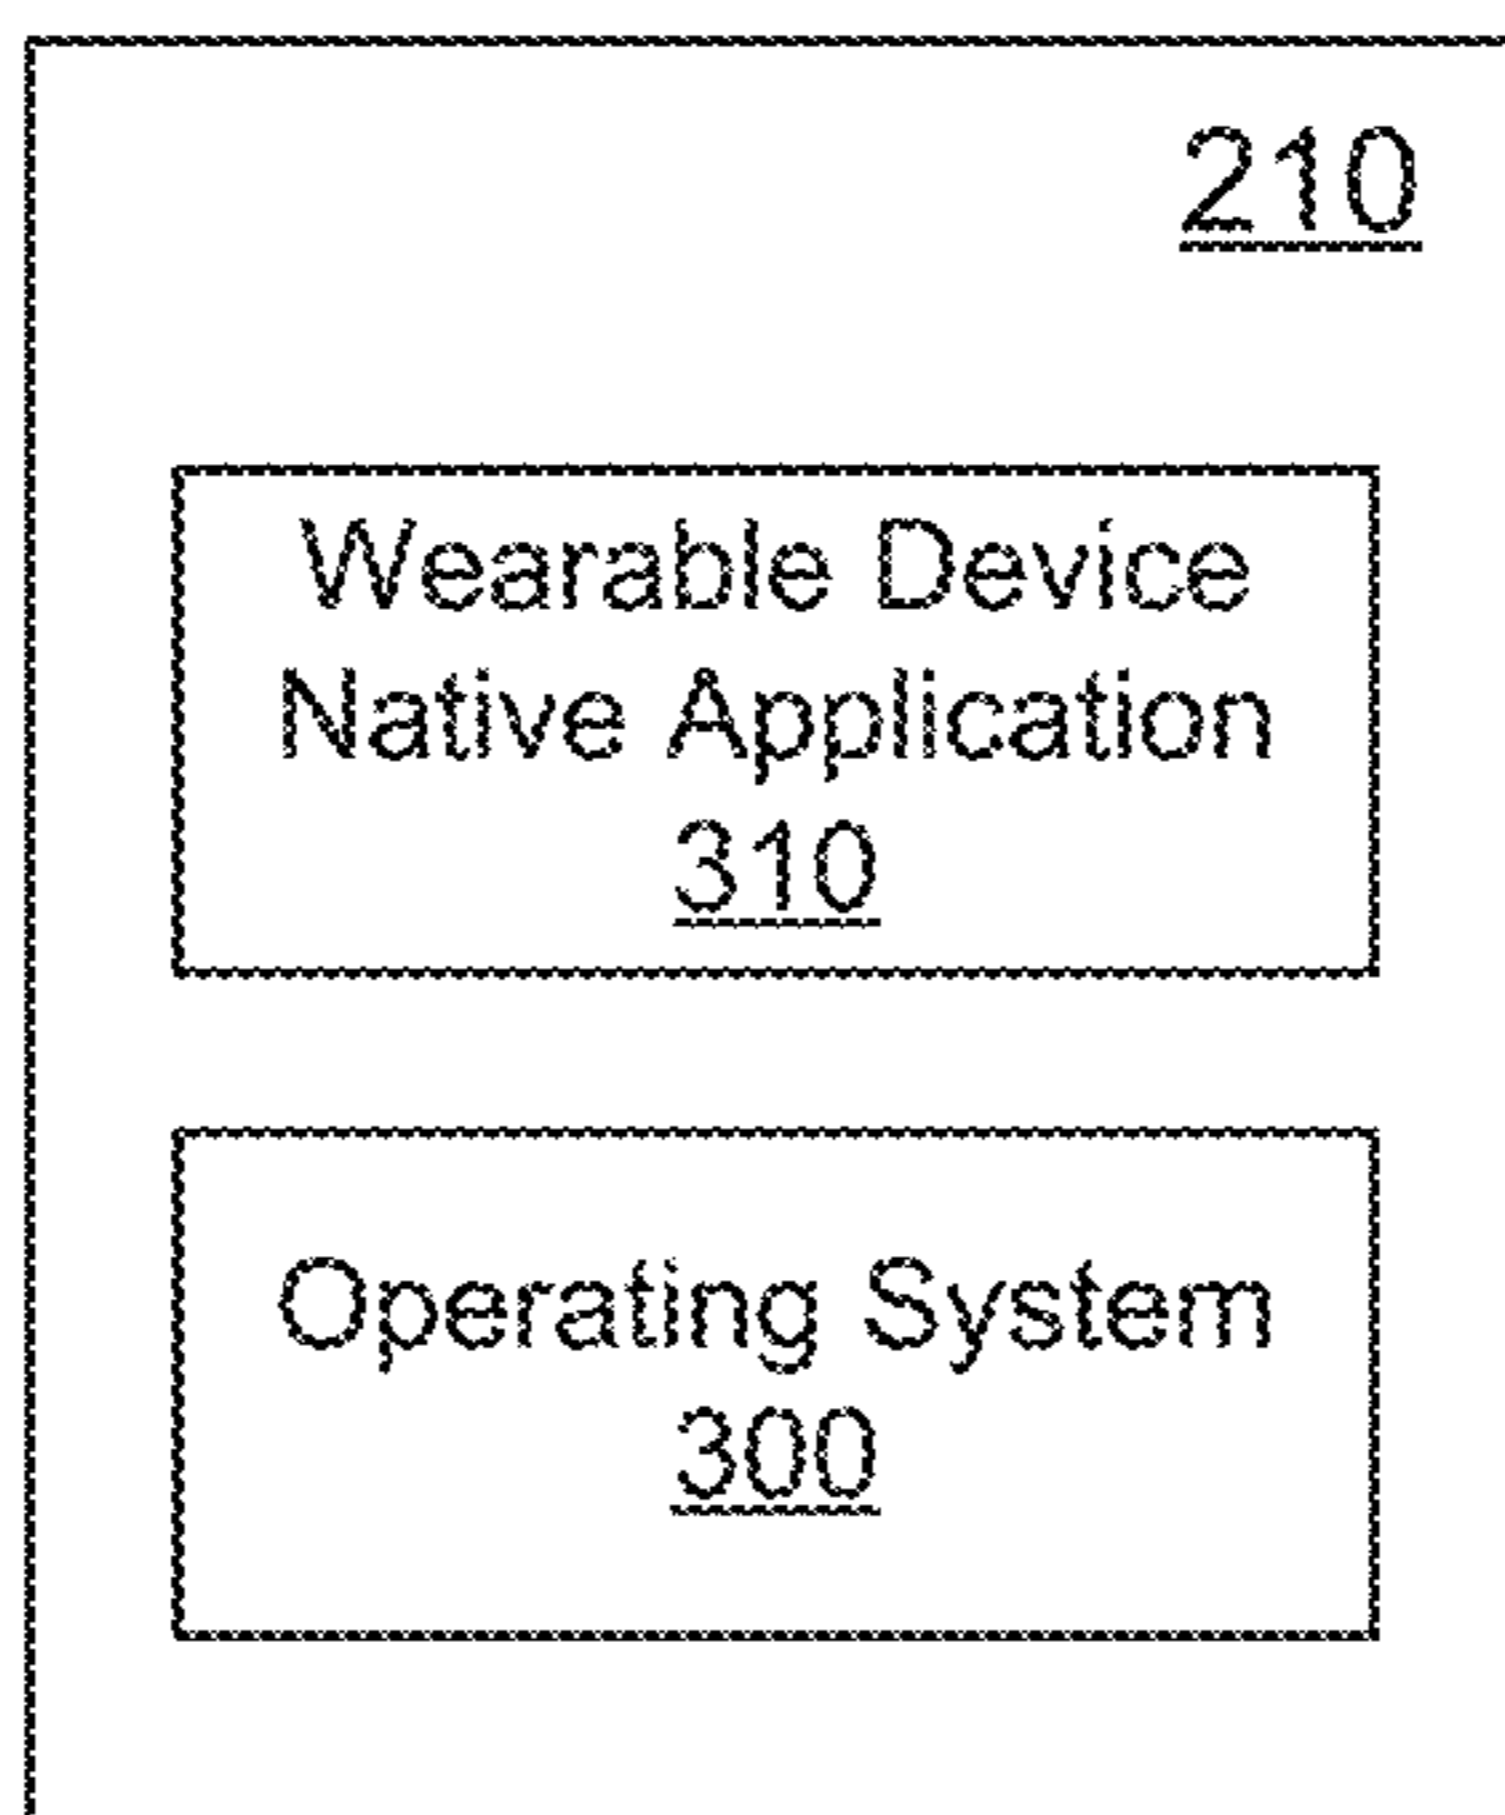 210
Wearable Device
Native Application
310
Operating System
300